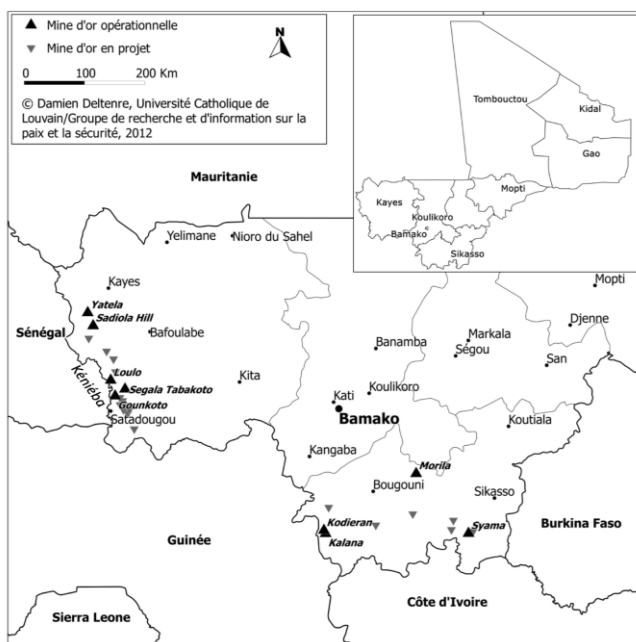 Mine d'or opérationnelle
Mine d'or en projet
N
0 100 200 Km
© Damien Deltenre, Université Catholique de
Louvain/Groupe de recherche et d'information sur la
paix et la sécurité, 2012
Tombouctou
Kidal
Gao
Mopti
Kayes
Koulikoro
Bamako
Sikasso
Mauritanie
Yelimane
Nioro du Sahel
Kayes
Mopti
Yatela
Sadiola Hill
Sénégal
Bafoulabe
Djenne
Markala
Banamba
Ségou
San
Loulo
Kéniéba
Segala Tabakoto
Kita
Koulikoro
Kati
Gounkoto
Satadougou
Bamako
Koutiala
Kangaba
Morila
Bougouni
Sikasso
Kodieran
Kalana
Syama
Guinée
Burkina Faso
Sierra Leone
Côte d'Ivoire